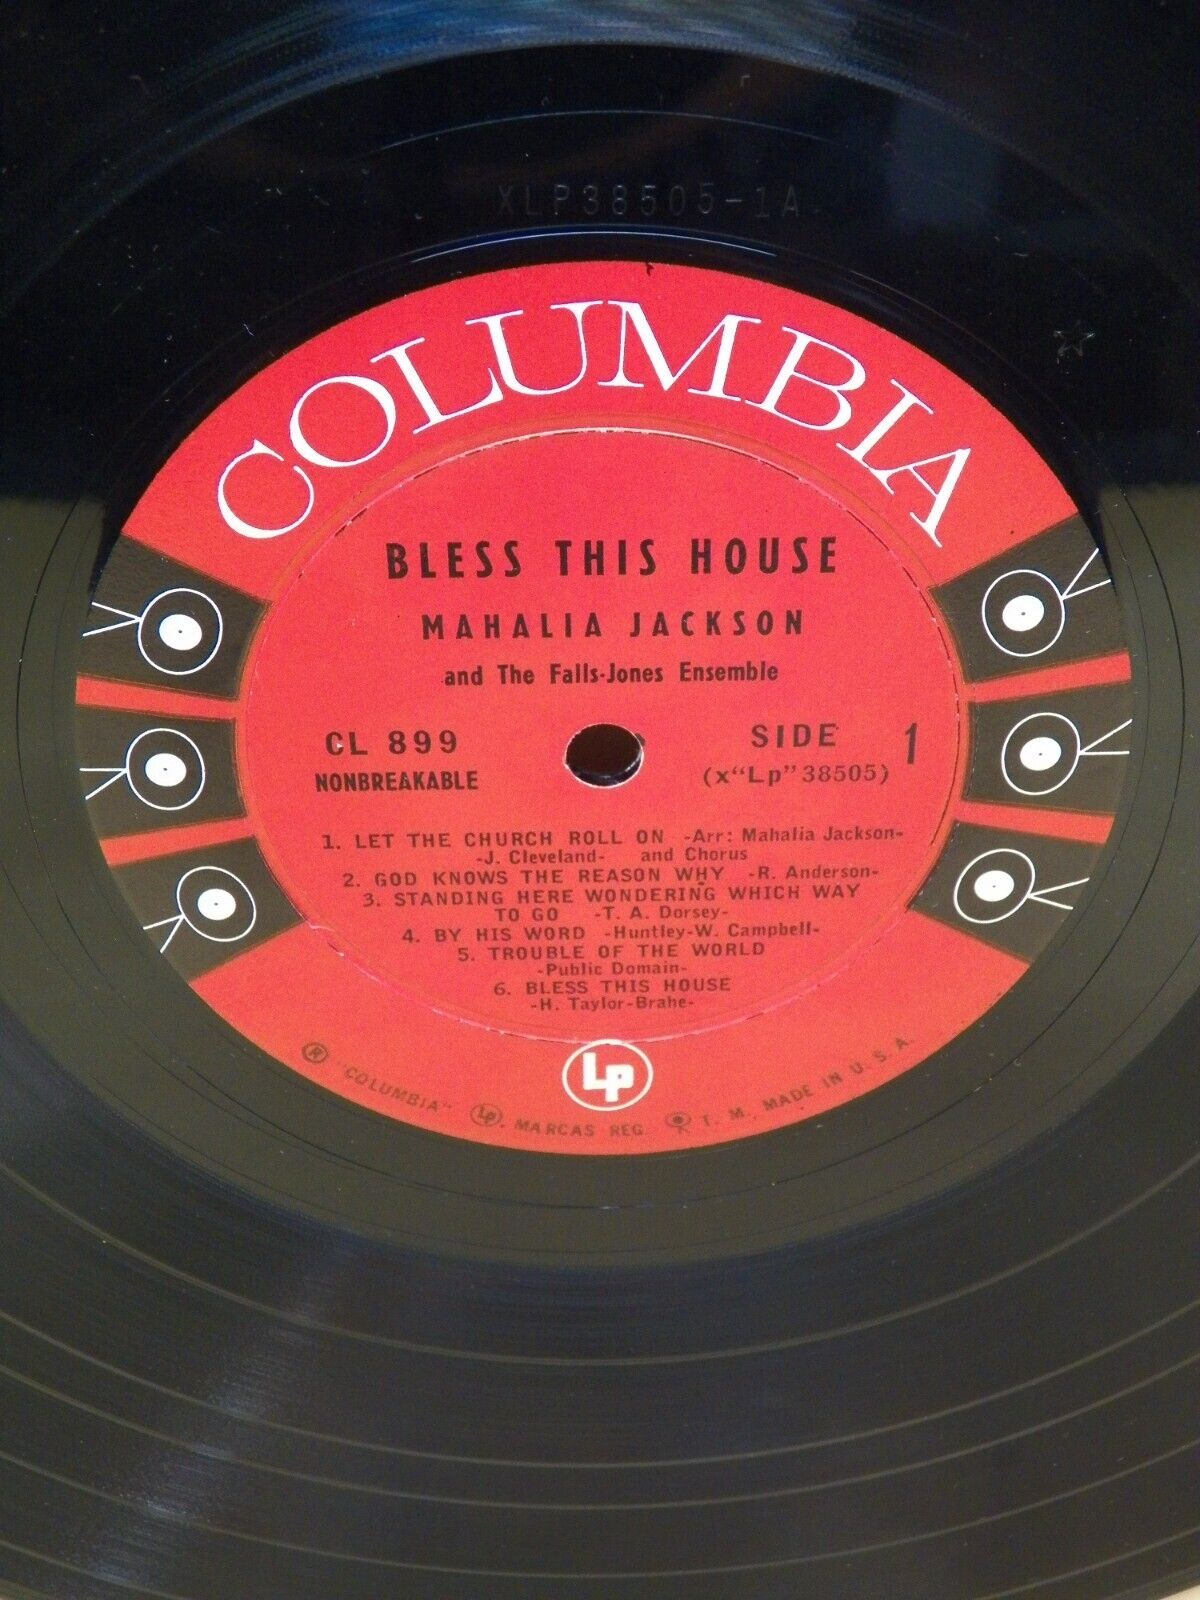 XLP38505-1A
COLUMBIA
BLESS THIS HOUSE
MAHALIA JACKSON
and The Falls-Jones Ensemble
CL 899
NONBREAKABLE
SIDE 1
(x"Lp"38505)
1. LET THE CHURCH ROLL ON -Arr: Mahalia Jackson-
-J. Cleveland- and Chorus
2. GOD KNOWS THE REASON WHY -R. Anderson-
3. STANDING HERE WONDERING WHICH WAY
TO GO -T. A. Dorsey-
4. BY HIS WORD -Huntley-W. Campbell-
5. TROUBLE OF THE WORLD
-Public Domain-
6. BLESS THIS HOUSE
-H. Taylor-Brahe-
Lp
® "COLUMBIA" Lp, MARCAS REG. T. M., MADE IN U. S. A.